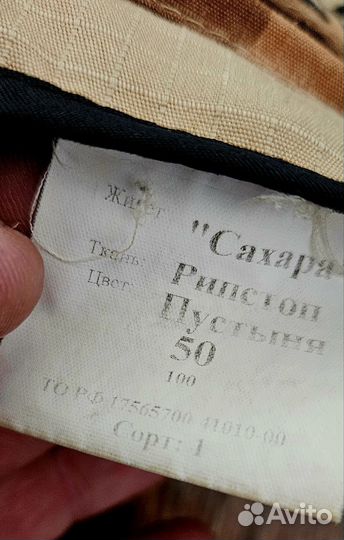 Жилет "Сахара
Ткань: Рипстоп
Цвет: Пустыня
50
100
ТО РФ 17565700-41010-00
Сорт: 1
Avito